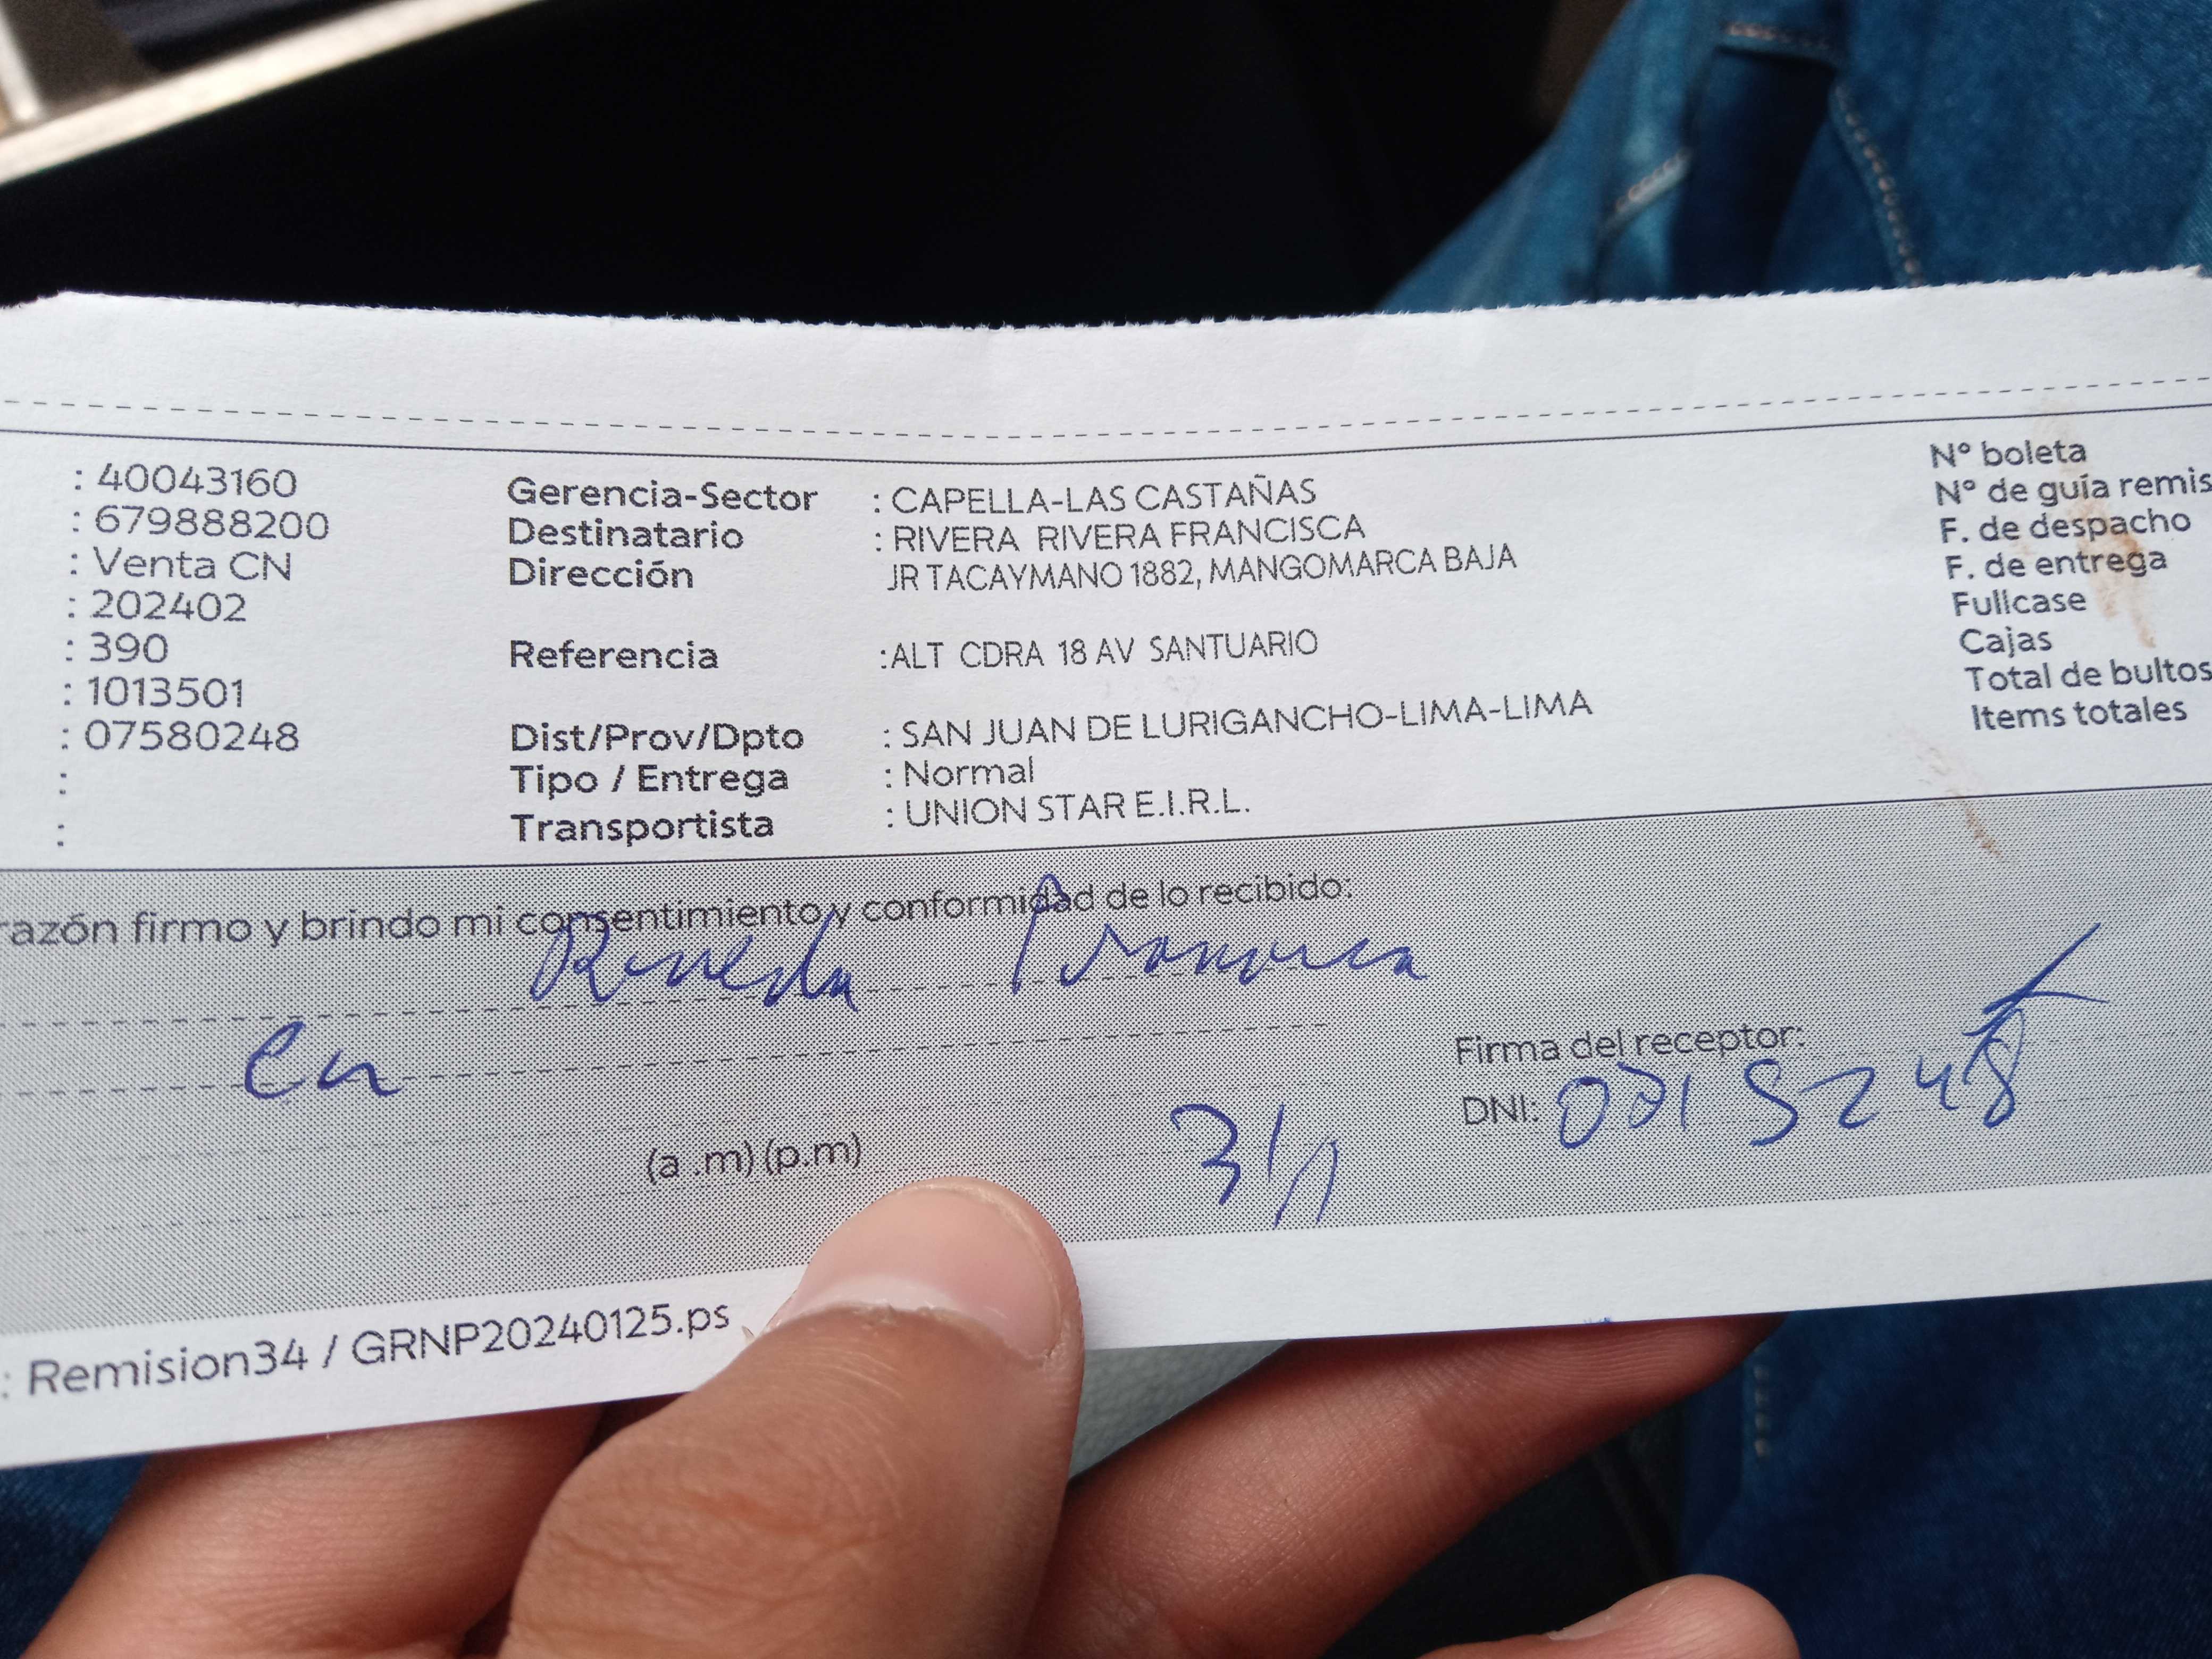 : 40043160
: 679888200
: Venta CN
: 202402
: 390
: 1013501
: 07580248
:
:
Gerencia-Sector : CAPELLA-LAS CASTAÑAS
Destinatario : RIVERA RIVERA FRANCISCA
Dirección JR TACAYMANO 1882, MANGOMARCA BAJA
Referencia :ALT CDRA 18 AV SANTUARIO
Dist/Prov/Dpto : SAN JUAN DE LURIGANCHO-LIMA-LIMA
Tipo / Entrega : Normal
Transportista : UNION STAR E.I.R.L.
Nº boleta
Nº de guía remis
F. de despacho
F. de entrega
Fullcase
Cajas
Total de bultos
Items totales
razón firmo y brindo mi consentimiento y conformidad de lo recibido:
Firma del receptor:
DNI:
(a .m) (p.m)
: Remision34 / GRNP20240125.ps